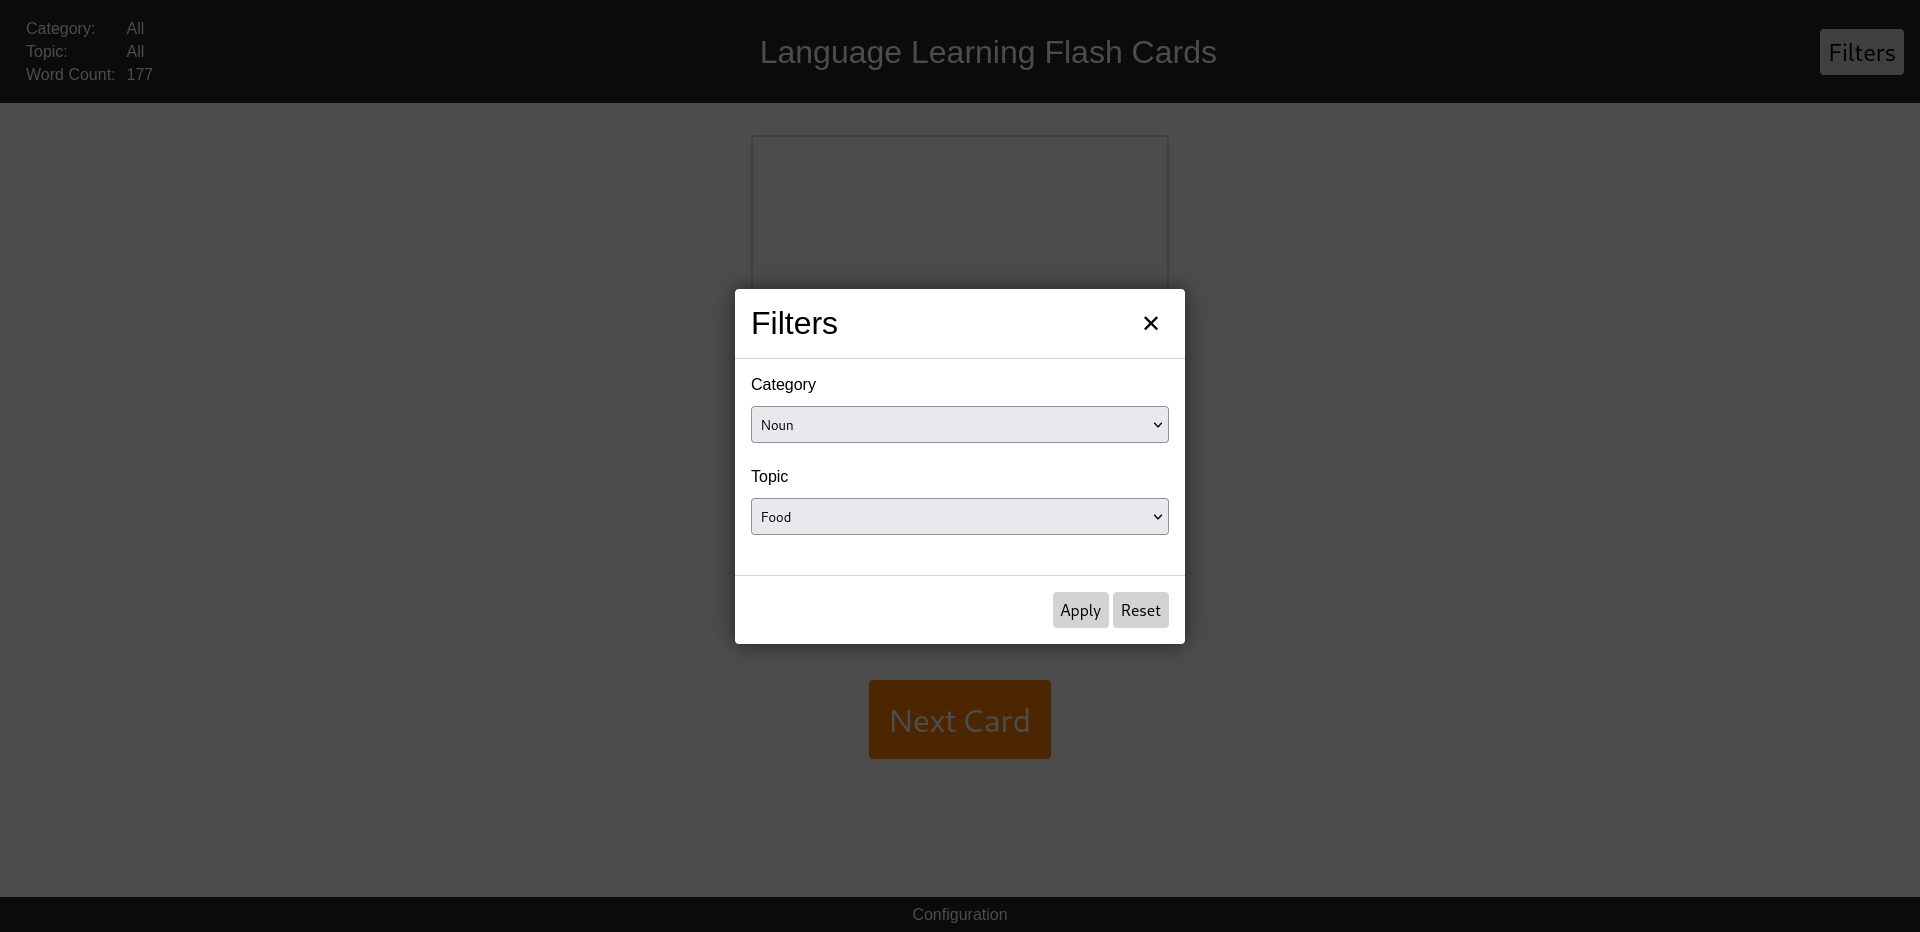 Category: All
Topic: All
Word Count: 177
Language Learning Flash Cards
Filters
Filters
✕
Category
Noun
Topic
Food
Apply Reset
Next Card
Configuration